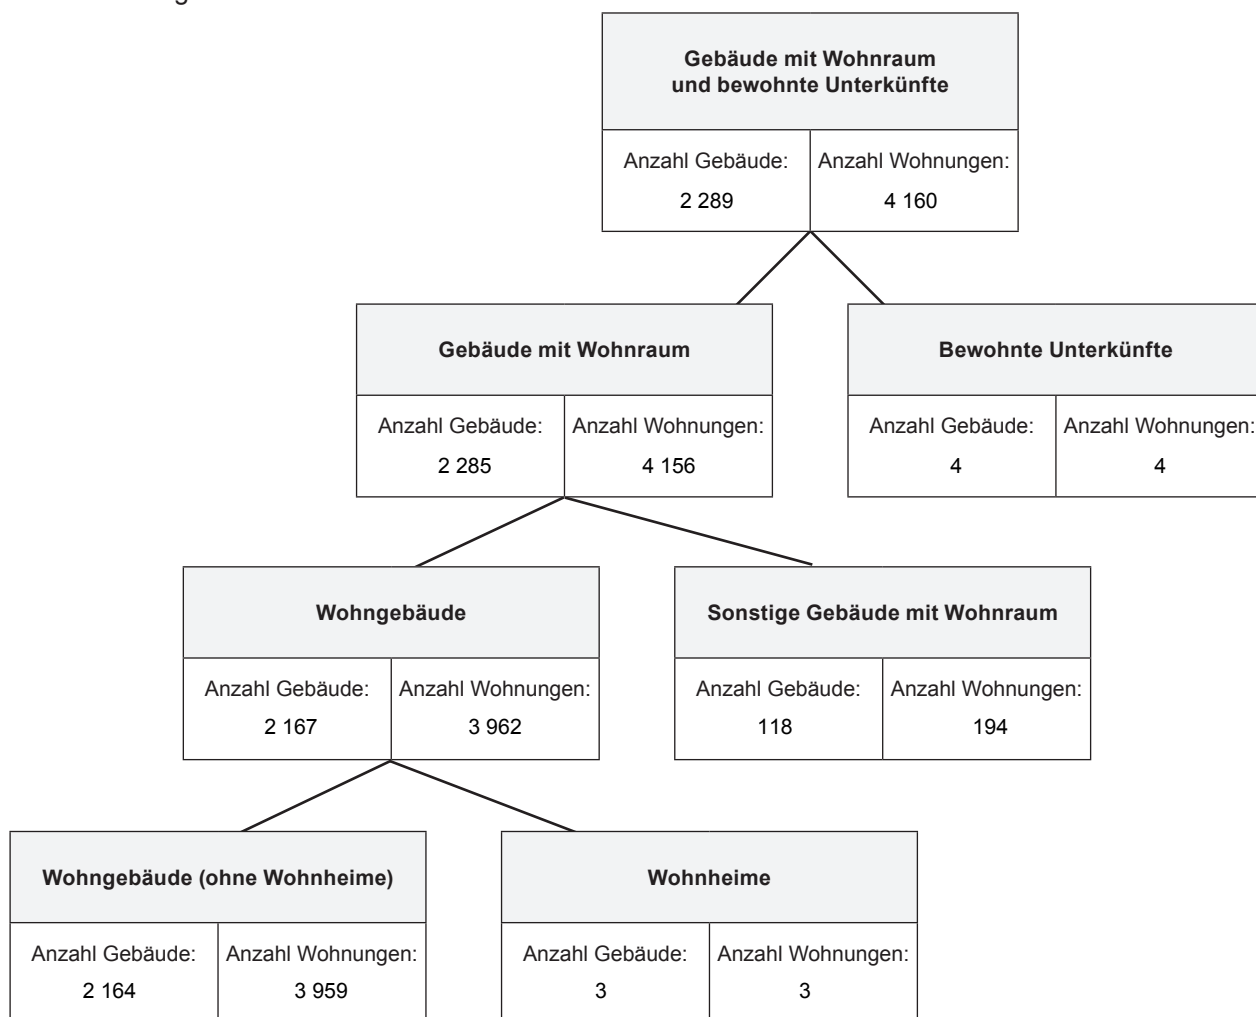 Gebäude mit Wohnraum
und bewohnte Unterkünfte
Anzahl Gebäude: Anzahl Wohnungen:
2 289 4 160
Gebäude mit Wohnraum
Bewohnte Unterkünfte
Anzahl Gebäude: Anzahl Wohnungen:
2 285 4 156
Anzahl Gebäude: Anzahl Wohnungen:
4 4
Wohngebäude
Sonstige Gebäude mit Wohnraum
Anzahl Gebäude: Anzahl Wohnungen:
2 167 3 962
Anzahl Gebäude: Anzahl Wohnungen:
118 194
Wohngebäude (ohne Wohnheime)
Wohnheime
Anzahl Gebäude: Anzahl Wohnungen:
2 164 3 959
Anzahl Gebäude: Anzahl Wohnungen:
3 3